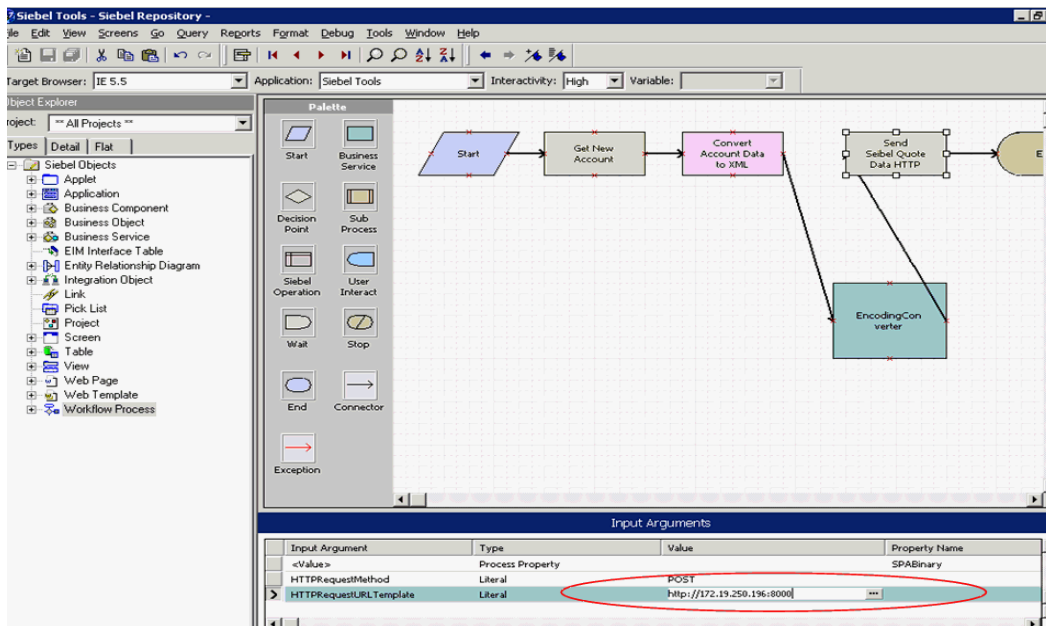 Siebel Tools - Siebel Repository -
ile Edit View Screens Go Query Reports Format Debug Tools Window Help
Target Browser: IE 5.5 Application: Siebel Tools Interactivity: High Variable:
Object Explorer
roject: ** All Projects **
Types Detail Flat
Siebel Objects
Applet
Application
Business Component
Business Object
Business Service
EIM Interface Table
Entity Relationship Diagram
Integration Object
Link
Pick List
Project
Screen
Table
View
Web Page
Web Template
Workflow Process
Palette
Start
Business Service
Decision Point
Sub Process
Siebel Operation
User Interact
Wait
Stop
End
Connector
Exception
Start
Get New Account
Convert Account Data to XML
Send Seibel Quote Data HTTP
E
EncodingCon
verter
Input Arguments
Input Argument Type Value Property Name
<Value> Process Property SPABinary
HTTPRequestMethod Literal POST
HTTPRequestURLTemplate Literal http://172.19.250.196:8000